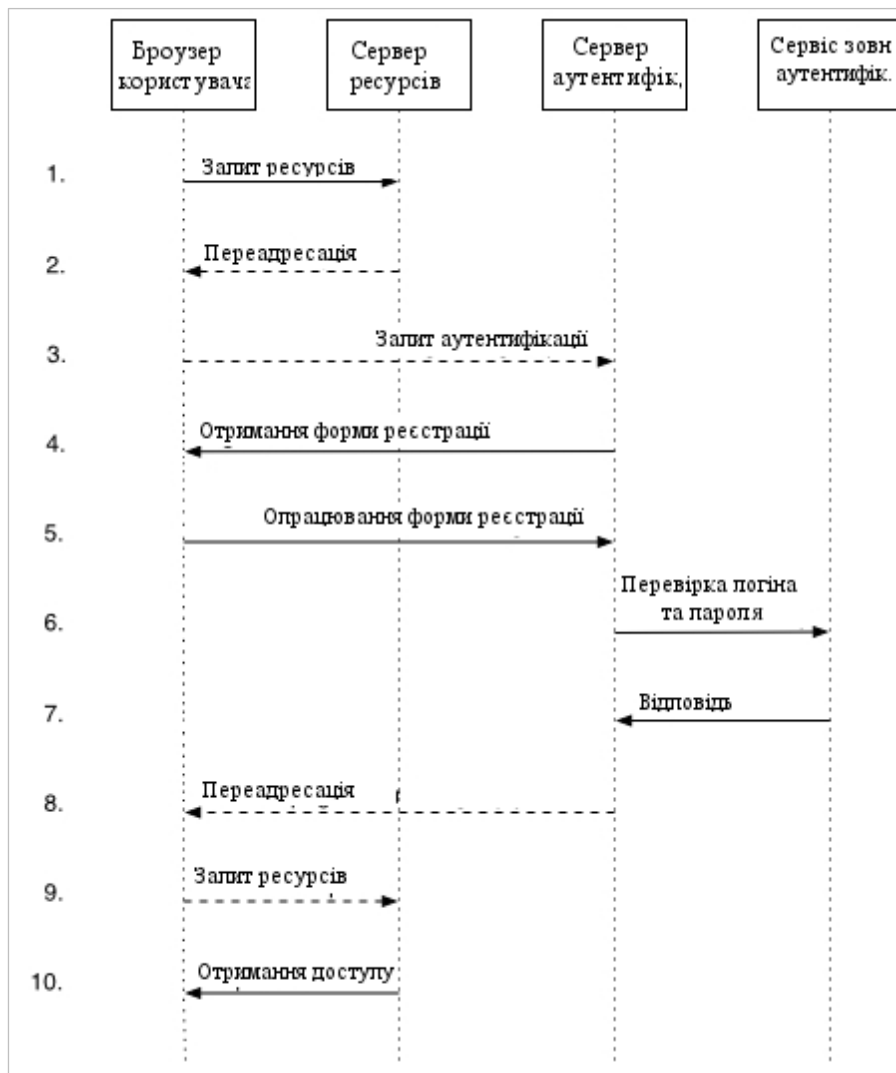 Броузер
користувача
Сервер
ресурсів
Сервер
аутентифік,
Сервіс зовн
аутентифік.
1.
Запит ресурсів
2.
Переадресація
3.
Запит аутентифікації
4.
Отримання форми реєстрації
5.
Опрацювання форми реєстрації
6.
Перевірка логіна
та пароля
7.
Відповідь
8.
Переадресація
9.
Запит ресурсів
10.
Отримання доступу